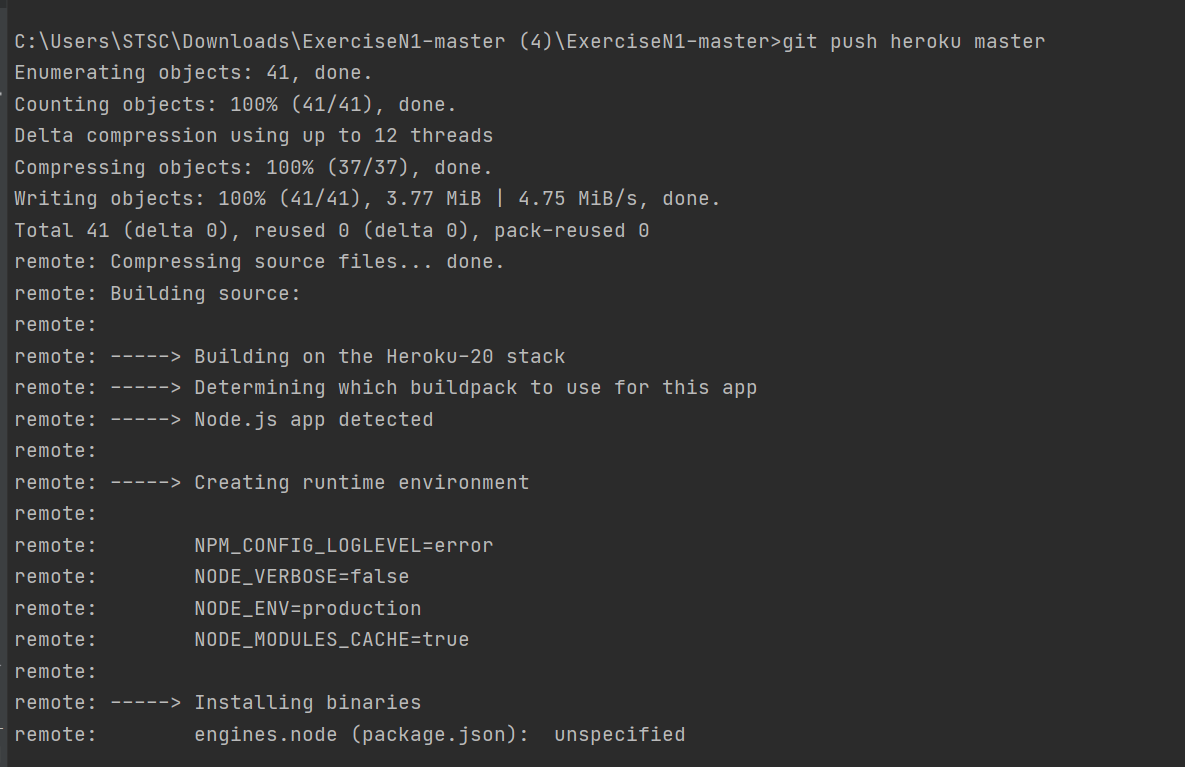 C:\Users\STSC\Downloads\ExerciseN1-master (4)\ExerciseN1-master>git push heroku master
Enumerating objects: 41, done.
Counting objects: 100% (41/41), done.
Delta compression using up to 12 threads
Compressing objects: 100% (37/37), done.
Writing objects: 100% (41/41), 3.77 MiB | 4.75 MiB/s, done.
Total 41 (delta 0), reused 0 (delta 0), pack-reused 0
remote: Compressing source files... done.
remote: Building source:
remote:
remote: -----> Building on the Heroku-20 stack
remote: -----> Determining which buildpack to use for this app
remote: -----> Node.js app detected
remote:
remote: -----> Creating runtime environment
remote:
remote:        NPM_CONFIG_LOGLEVEL=error
remote:        NODE_VERBOSE=false
remote:        NODE_ENV=production
remote:        NODE_MODULES_CACHE=true
remote:
remote: -----> Installing binaries
remote:        engines.node (package.json):  unspecified